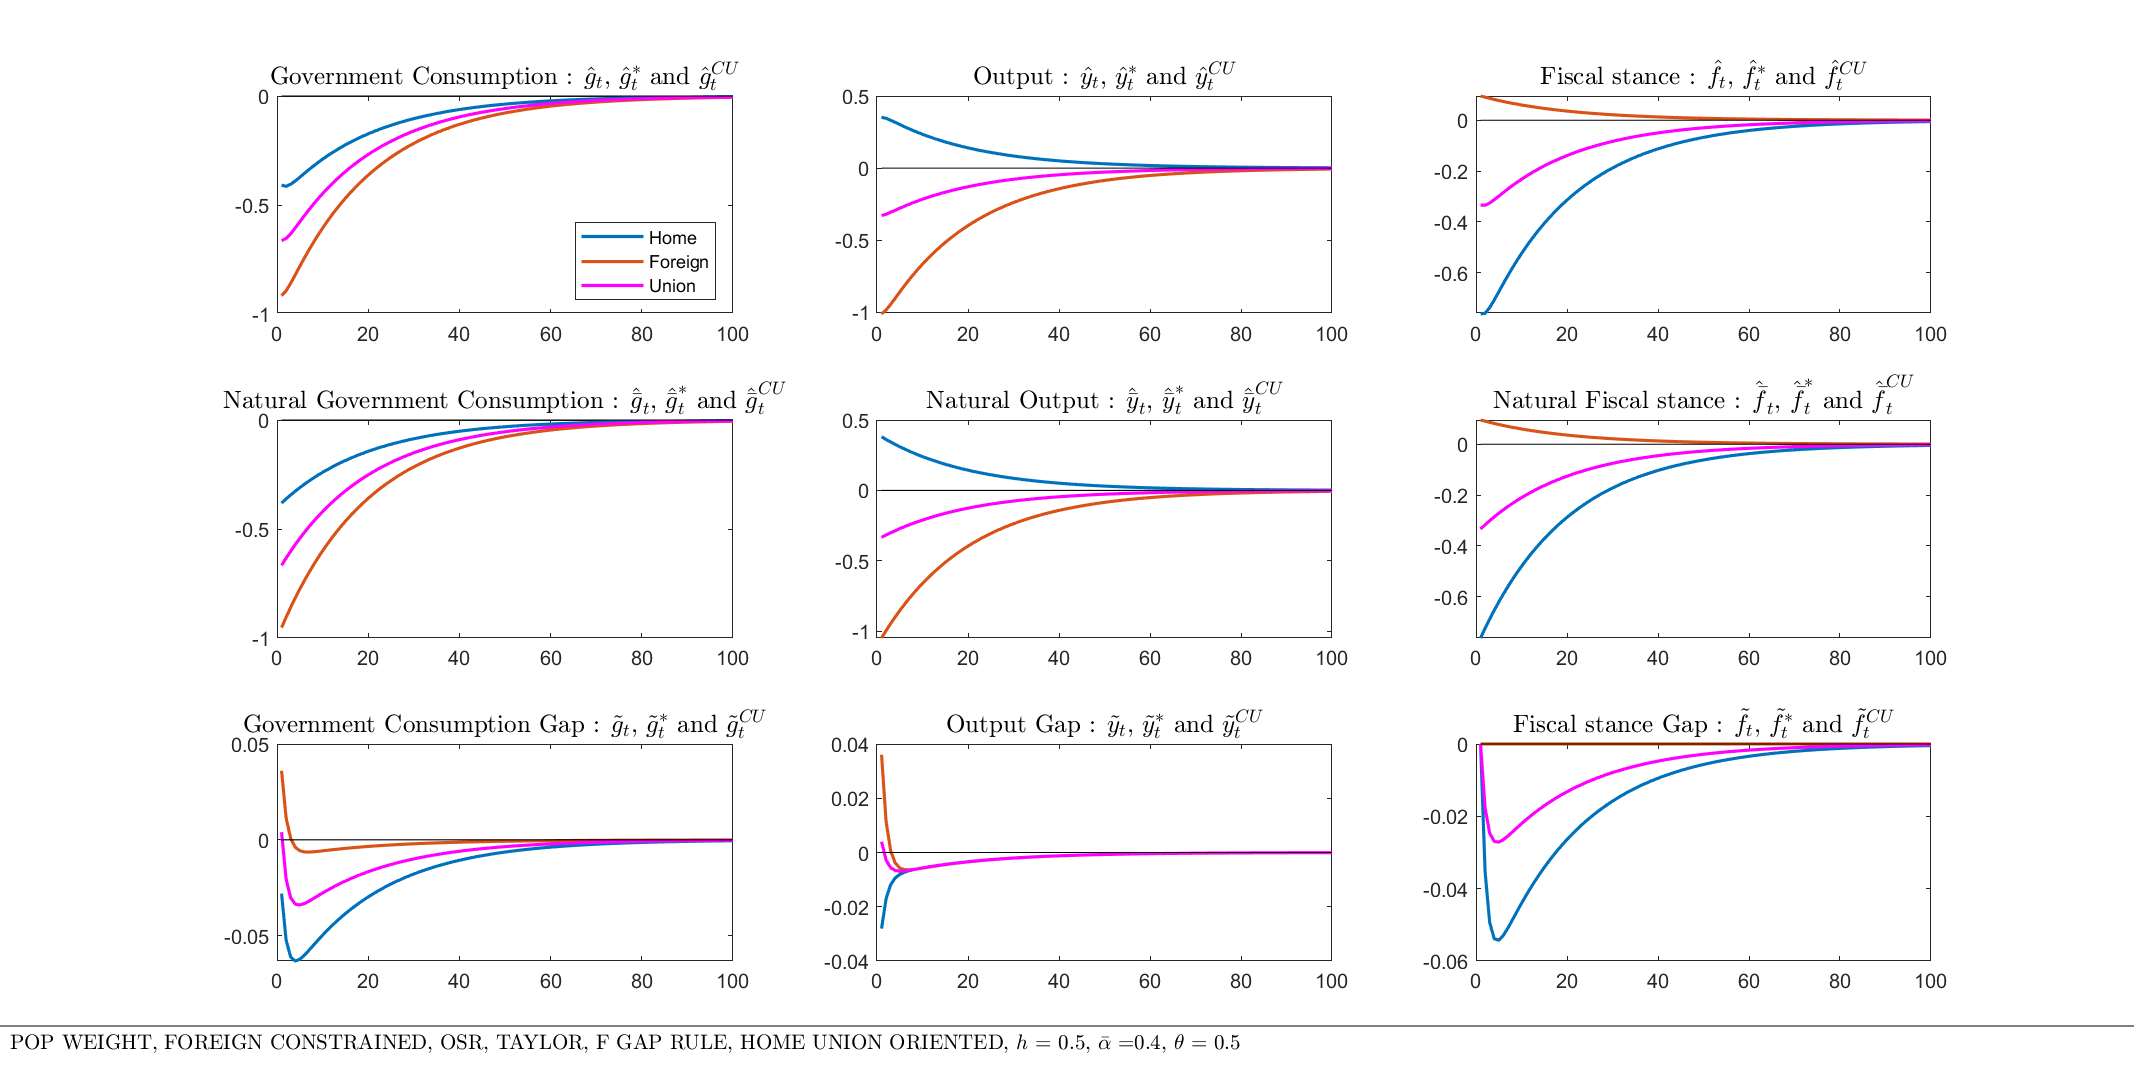 Government Consumption : ĝₜ, ĝₜ* and ĝₜᶜᵁ
0
-0.5
-1
0 20 40 60 80 100
Home
Foreign
Union
Output : ŷₜ, ŷₜ* and ŷₜᶜᵁ
0.5
0
-0.5
-1
0 20 40 60 80 100
Fiscal stance : f̂ₜ, f̂ₜ* and f̂ₜᶜᵁ
0
-0.2
-0.4
-0.6
0 20 40 60 80 100
Natural Government Consumption : ḡ̂ₜ, ḡ̂ₜ* and ḡ̂ₜᶜᵁ
0
-0.5
-1
0 20 40 60 80 100
Natural Output : ȳ̂ₜ, ȳ̂ₜ* and ȳ̂ₜᶜᵁ
0.5
0
-0.5
-1
0 20 40 60 80 100
Natural Fiscal stance : f̄̂ₜ, f̄̂ₜ* and f̄̂ₜᶜᵁ
0
-0.2
-0.4
-0.6
0 20 40 60 80 100
Government Consumption Gap : g̃ₜ, g̃ₜ* and g̃ₜᶜᵁ
0.05
0
-0.05
0 20 40 60 80 100
Output Gap : ỹₜ, ỹₜ* and ỹₜᶜᵁ
0.04
0.02
0
-0.02
-0.04
0 20 40 60 80 100
Fiscal stance Gap : f̃ₜ, f̃ₜ* and f̃ₜᶜᵁ
0
-0.02
-0.04
-0.06
0 20 40 60 80 100
POP WEIGHT, FOREIGN CONSTRAINED, OSR, TAYLOR, F GAP RULE, HOME UNION ORIENTED, h = 0.5, ᾱ =0.4, θ = 0.5